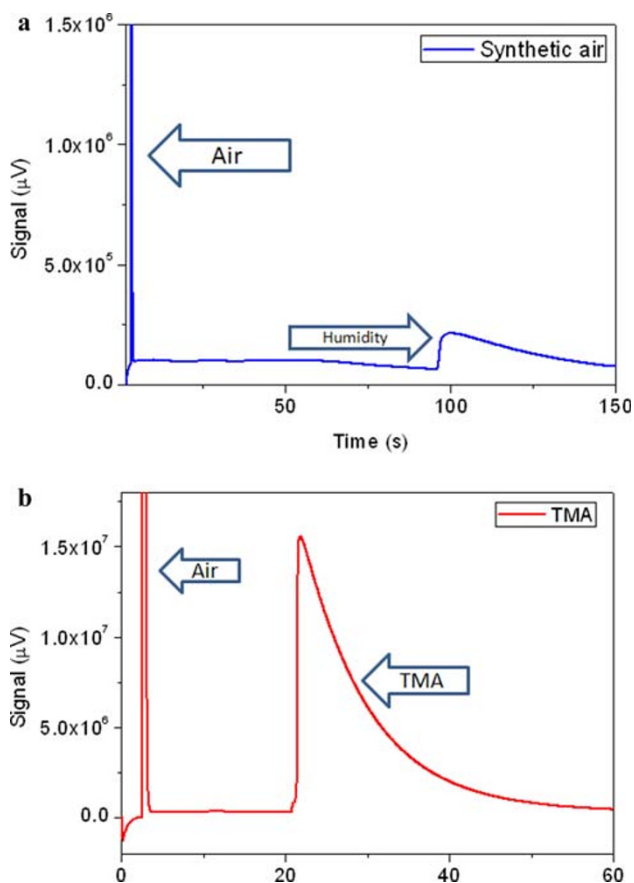 a
1.5x10⁶
Synthetic air
1.0x10⁶
Air
Signal (μV)
5.0x10⁵
Humidity
0.0
50
100
150
Time (s)
b
TMA
1.5x10⁷
Air
1.0x10⁷
Signal (μV)
TMA
5.0x10⁶
0.0
0
20
40
60